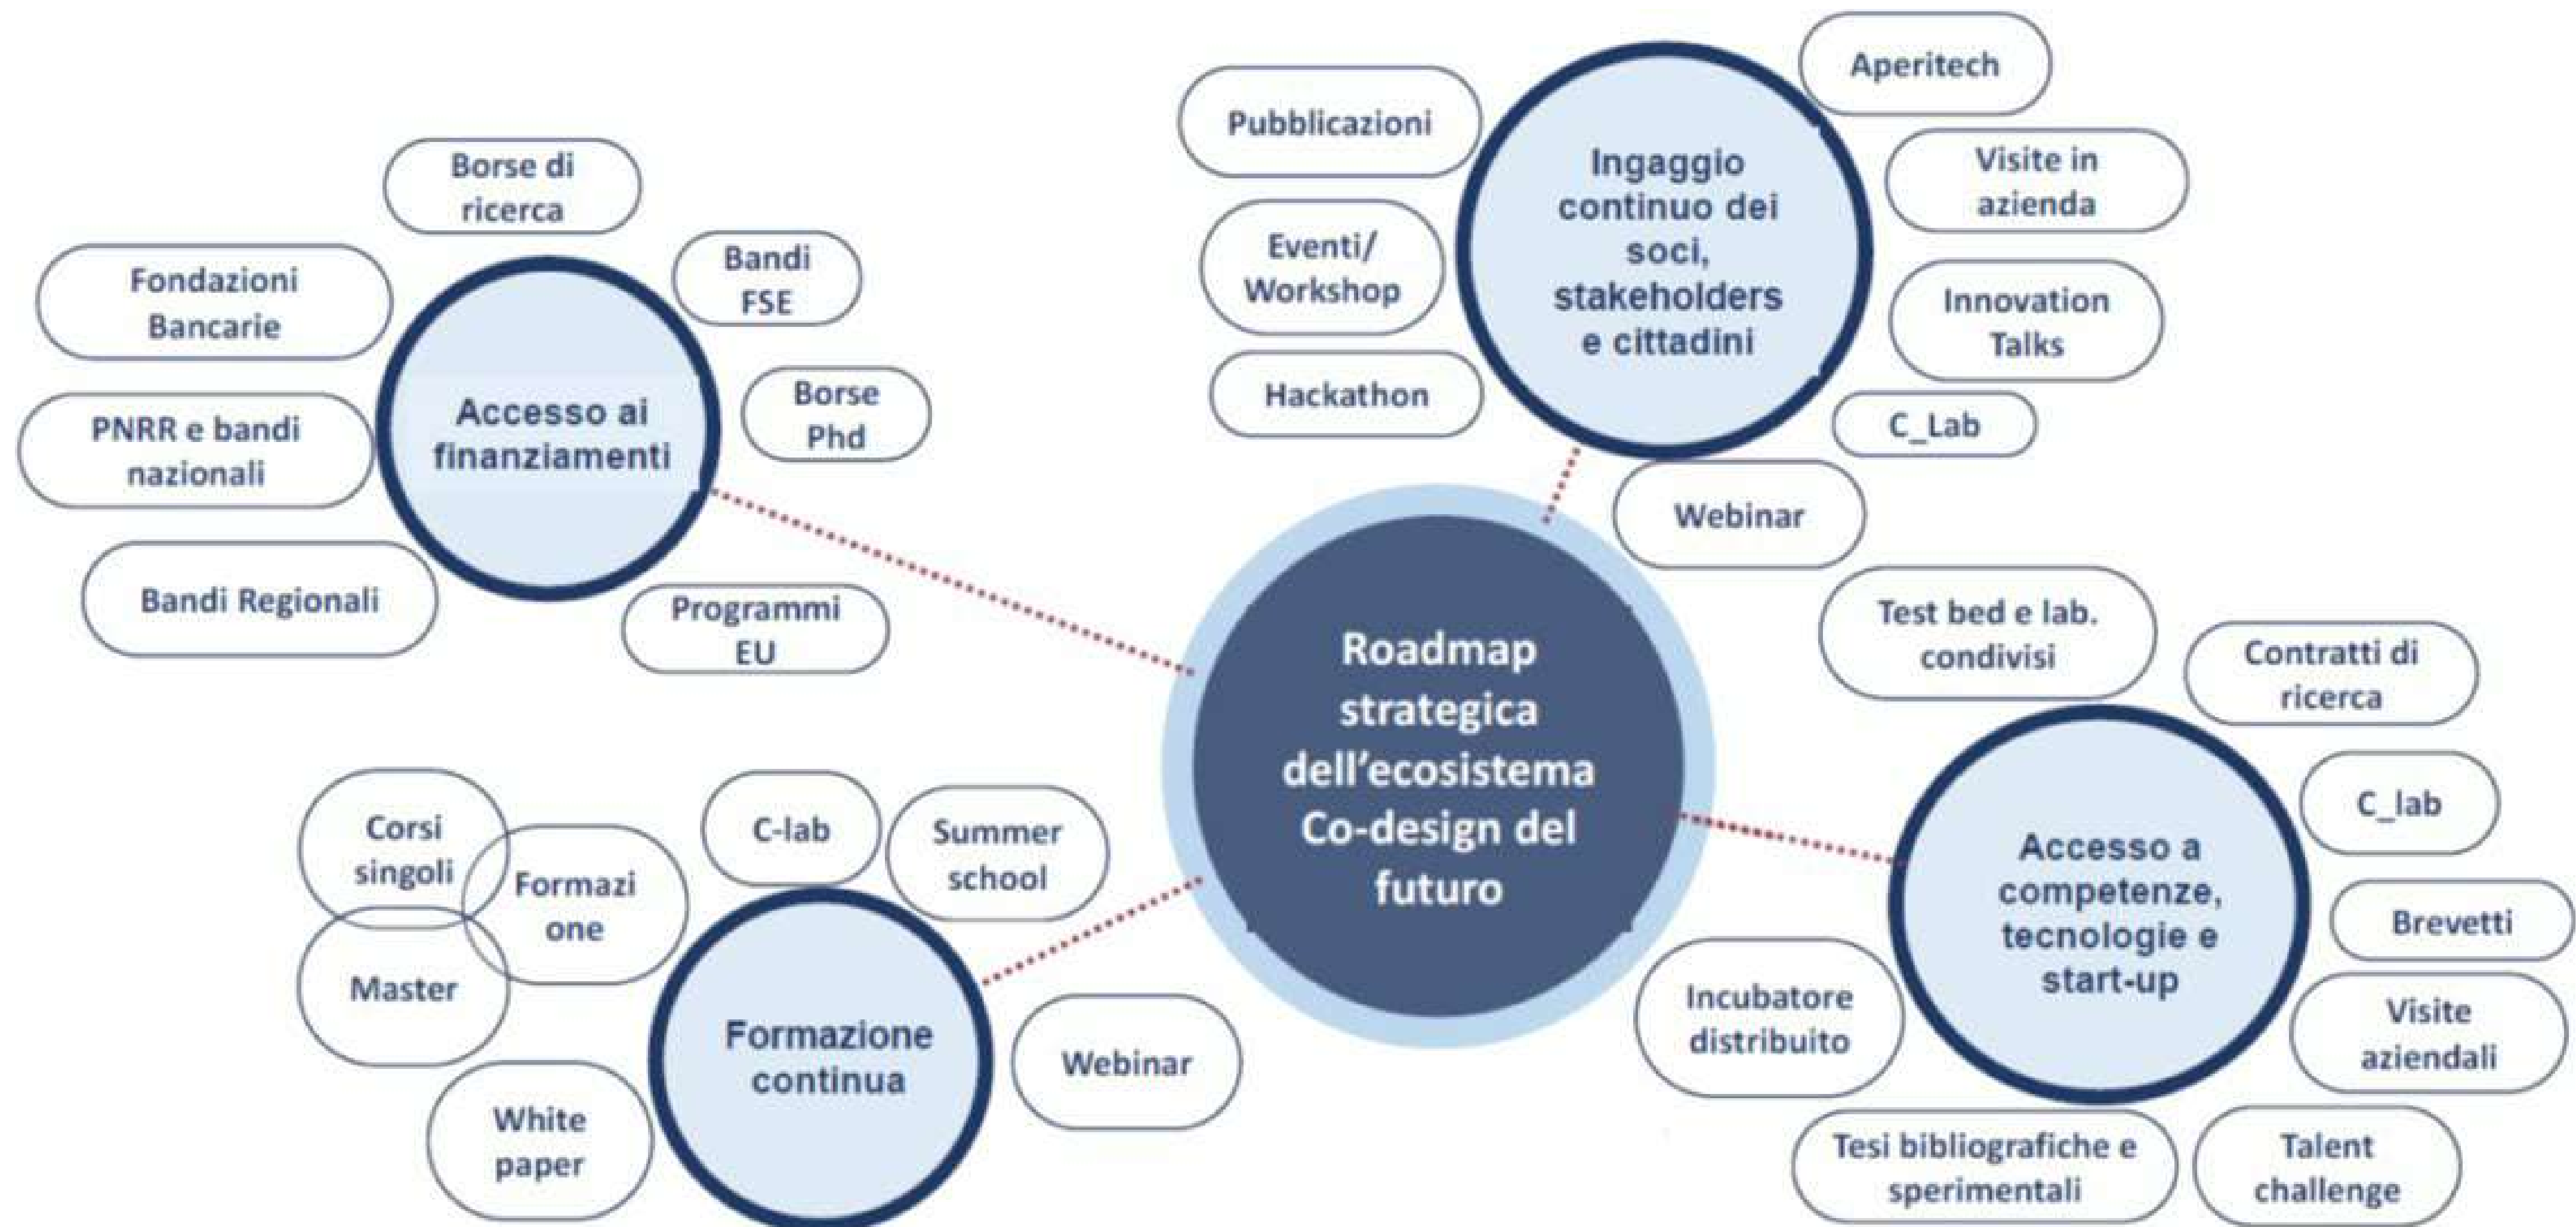 Borse di
ricerca
Fondazioni
Bancarie
Bandi
FSE
PNRR e bandi
nazionali
Accesso ai
finanziamenti
Borse
Phd
Bandi Regionali
Programmi
EU
Pubblicazioni
Eventi/
Workshop
Hackathon
Ingaggio
continuo dei
soci,
stakeholders
e cittadini
Aperitech
Visite in
azienda
Innovation
Talks
C_Lab
Webinar
Roadmap
strategica
dell'ecosistema
Co-design del
futuro
Corsi
singoli
Formazi
one
Master
White
paper
C-lab
Summer
school
Formazione
continua
Webinar
Test bed e lab.
condivisi
Contratti di
ricerca
C_lab
Accesso a
competenze,
tecnologie e
start-up
Brevetti
Incubatore
distribuito
Visite
aziendali
Tesi bibliografiche e
sperimentali
Talent
challenge